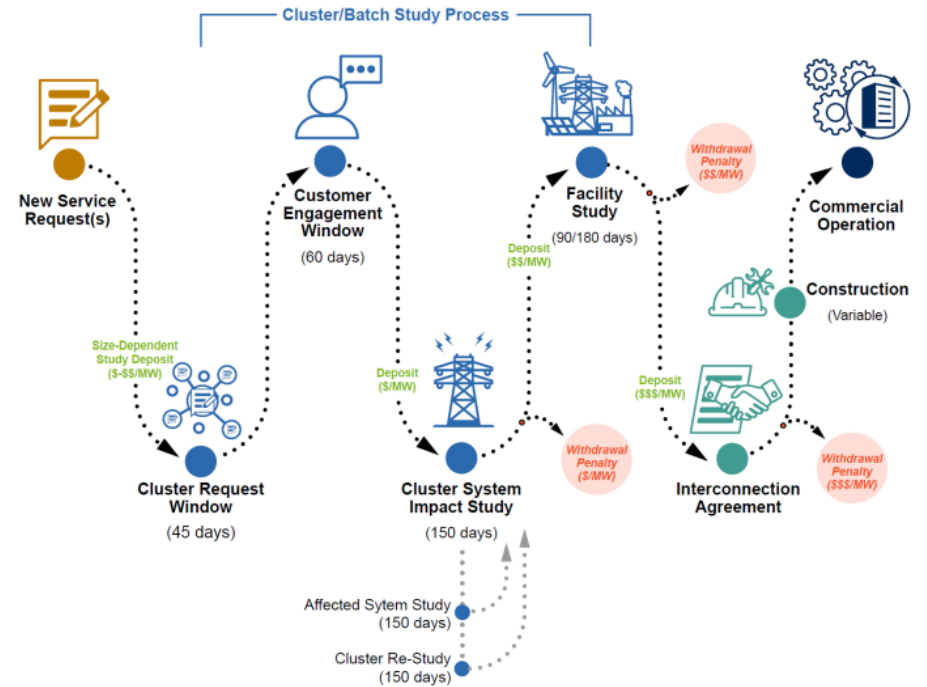 Cluster/Batch Study Process
New Service
Request(s)
Size-Dependent
Study Deposit
($-$$/MW)
Cluster Request
Window
(45 days)
Customer
Engagement
Window
(60 days)
Deposit
($/MW)
Cluster System
Impact Study
(150 days)
Affected Sytem Study
(150 days)
Cluster Re-Study
(150 days)
Withdrawal
Penalty
($/MW)
Deposit
($$/MW)
Facility
Study
(90/180 days)
Withdrawal
Penalty
($$/MW)
Deposit
($$$/MW)
Interconnection
Agreement
Withdrawal
Penalty
($$$/MW)
Construction
(Variable)
Commercial
Operation